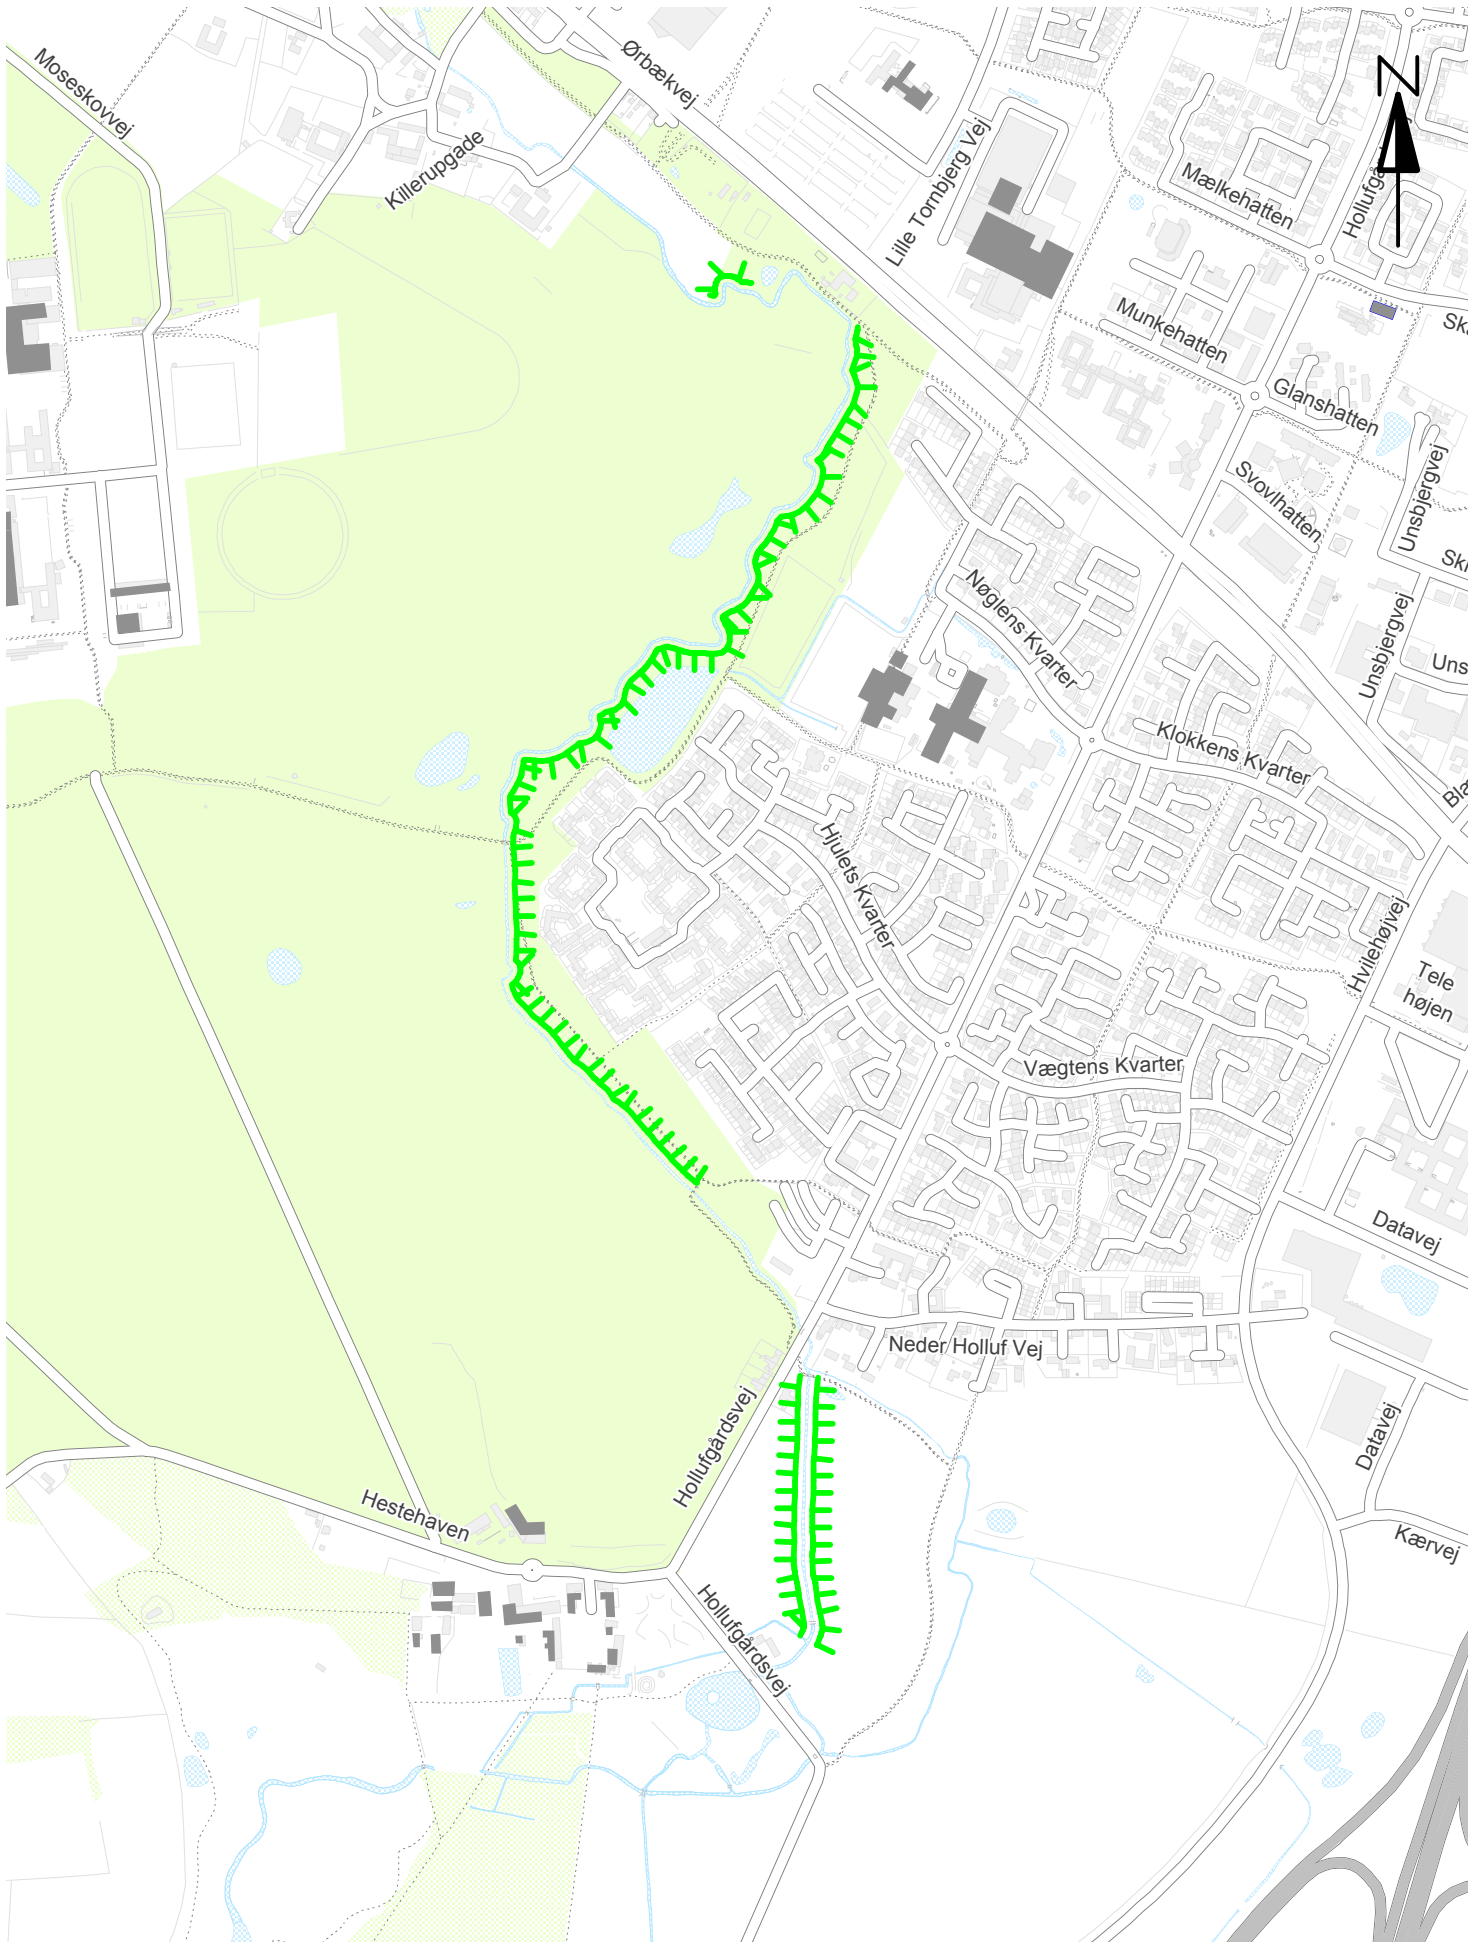 Moseskovvej
Killerupgade
Ørbækvej
Lille Tornbjerg Vej
N
Mælkehatten
Munkehatten
Glanshatten
Svovlhatten
Unsbjergvej
Unsbjergvej
Uns
Nøglens Kvarter
Klokkens Kvarter
Hjulets Kvarter
Hvilehøjvej
Tele
højen
Vægtens Kvarter
Datavej
Neder Holluf Vej
Datavej
Kærvej
Hollufgårdsvej
Hestehaven
Hollufgårdsvej